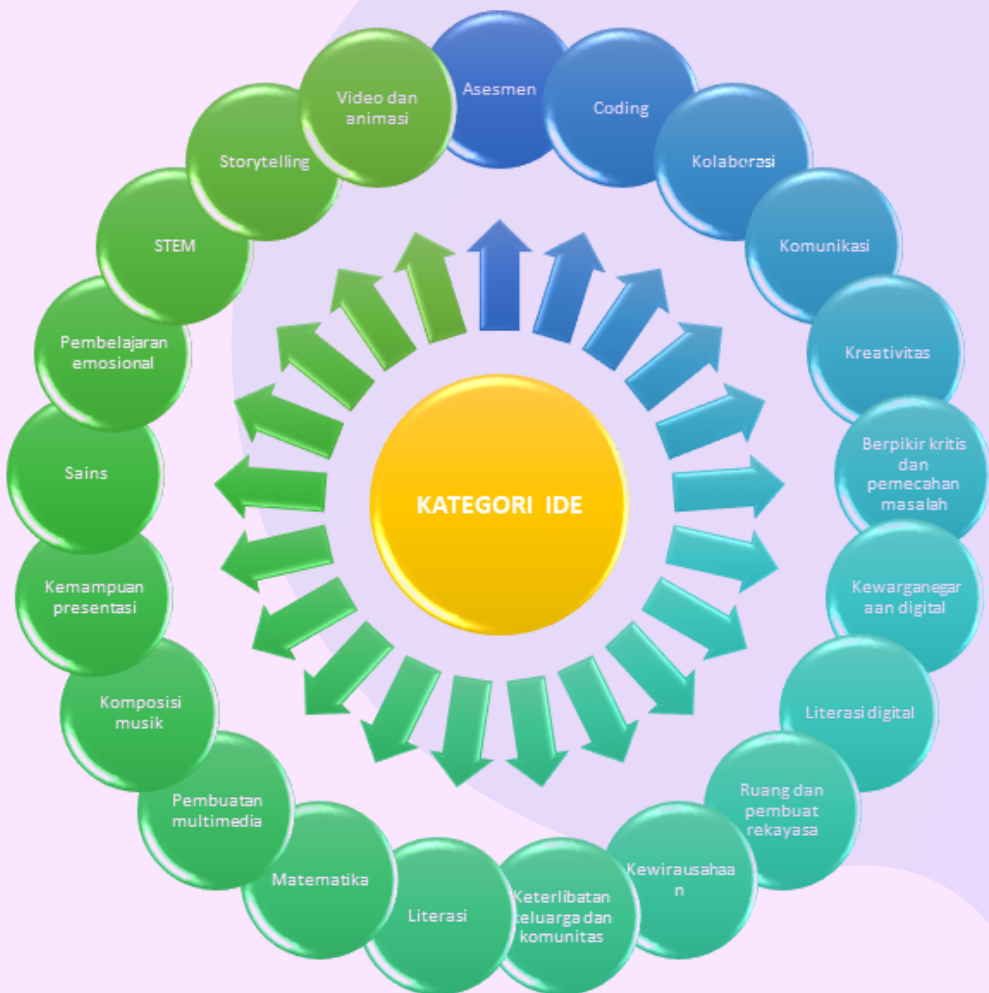 KATEGORI IDE
Asesmen
Coding
Kolaborasi
Komunikasi
Kreativitas
Berpikir kritis
dan
pemecahan
masalah
Kewarganegar
aan digital
Literasi digital
Ruang dan
pembuat
rekayasa
Kewirausahaa
n
Keterlibatan
keluarga dan
komunitas
Literasi
Matematika
Pembuatan
multimedia
Komposisi
musik
Kemampuan
presentasi
Sains
Pembelajaran
emosional
STEM
Storytelling
Video dan
animasi